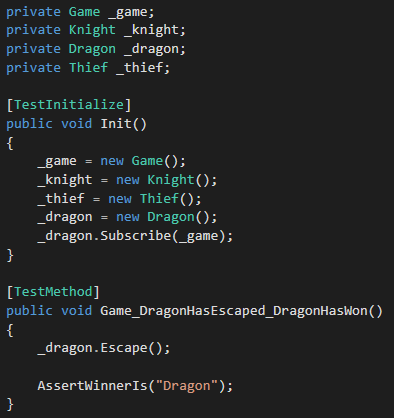 private Game _game;
private Knight _knight;
private Dragon _dragon;
private Thief _thief;
[TestInitialize]
public void Init()
{
_game = new Game();
_knight = new Knight();
_thief = new Thief();
_dragon = new Dragon();
_dragon.Subscribe(_game);
}
[TestMethod]
public void Game_DragonHasEscaped_DragonHasWon()
{
_dragon.Escape();
AssertWinnerIs("Dragon");
}